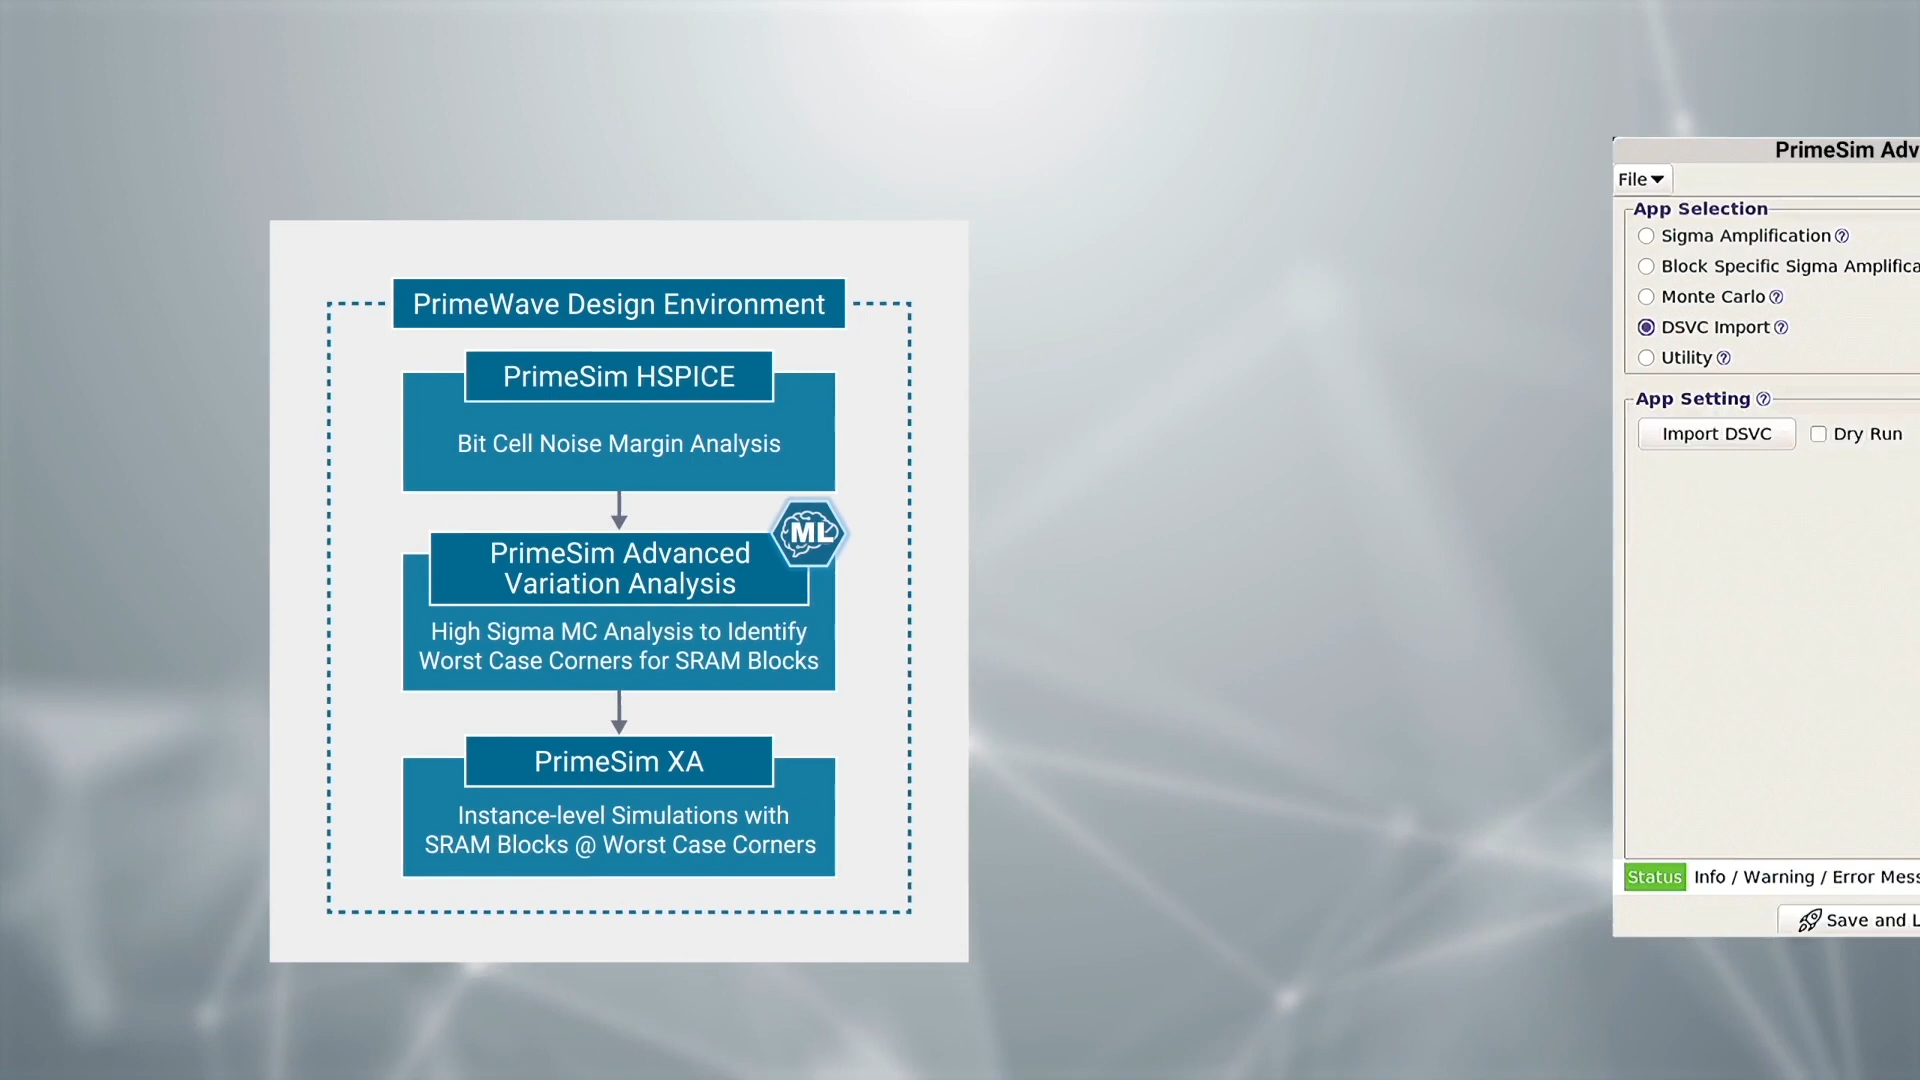 PrimeWave Design Environment
PrimeSim HSPICE
Bit Cell Noise Margin Analysis
ML
PrimeSim Advanced
Variation Analysis
High Sigma MC Analysis to Identify
Worst Case Corners for SRAM Blocks
PrimeSim XA
Instance-level Simulations with
SRAM Blocks @ Worst Case Corners
PrimeSim Adv
File
App Selection
Sigma Amplification
Block Specific Sigma Amplifica
Monte Carlo
DSVC Import
Utility
App Setting
Import DSVC Dry Run
Status Info / Warning / Error Mess
Save and L